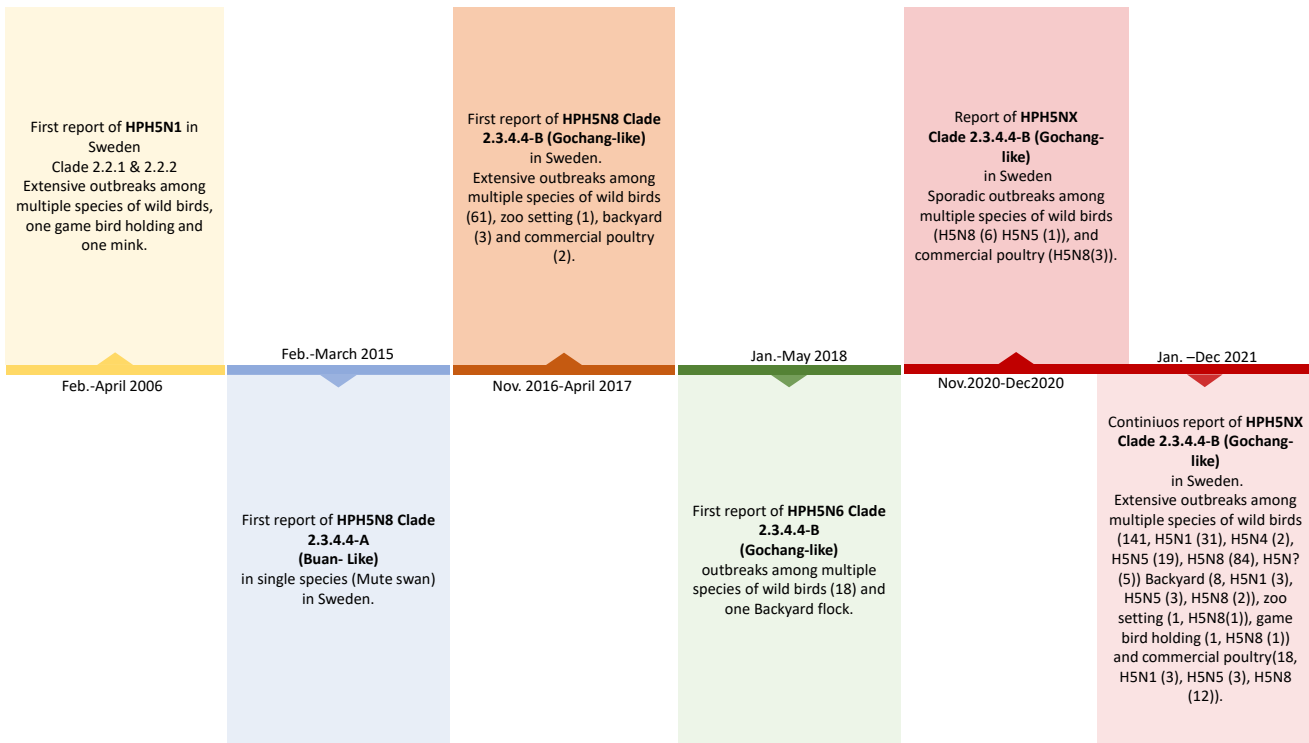 First report of HPH5N1 in
Sweden
Clade 2.2.1 & 2.2.2
Extensive outbreaks among
multiple species of wild birds,
one game bird holding and
one mink.
Feb.-April 2006
Feb.-March 2015
First report of HPH5N8 Clade
2.3.4.4-A
(Buan- Like)
in single species (Mute swan)
in Sweden.
First report of HPH5N8 Clade
2.3.4.4-B (Gochang-like)
in Sweden.
Extensive outbreaks among
multiple species of wild birds
(61), zoo setting (1), backyard
(3) and commercial poultry
(2).
Nov. 2016-April 2017
Jan.-May 2018
First report of HPH5N6 Clade
2.3.4.4-B
(Gochang-like)
outbreaks among multiple
species of wild birds (18) and
one Backyard flock.
Report of HPH5NX
Clade 2.3.4.4-B (Gochang-
like)
in Sweden
Sporadic outbreaks among
multiple species of wild birds
(H5N8 (6) H5N5 (1)), and
commercial poultry (H5N8(3)).
Nov.2020-Dec2020
Jan. –Dec 2021
Continiuos report of HPH5NX
Clade 2.3.4.4-B (Gochang-
like)
in Sweden.
Extensive outbreaks among
multiple species of wild birds
(141, H5N1 (31), H5N4 (2),
H5N5 (19), H5N8 (84), H5N?
(5)) Backyard (8, H5N1 (3),
H5N5 (3), H5N8 (2)), zoo
setting (1, H5N8(1)), game
bird holding (1, H5N8 (1))
and commercial poultry(18,
H5N1 (3), H5N5 (3), H5N8
(12)).